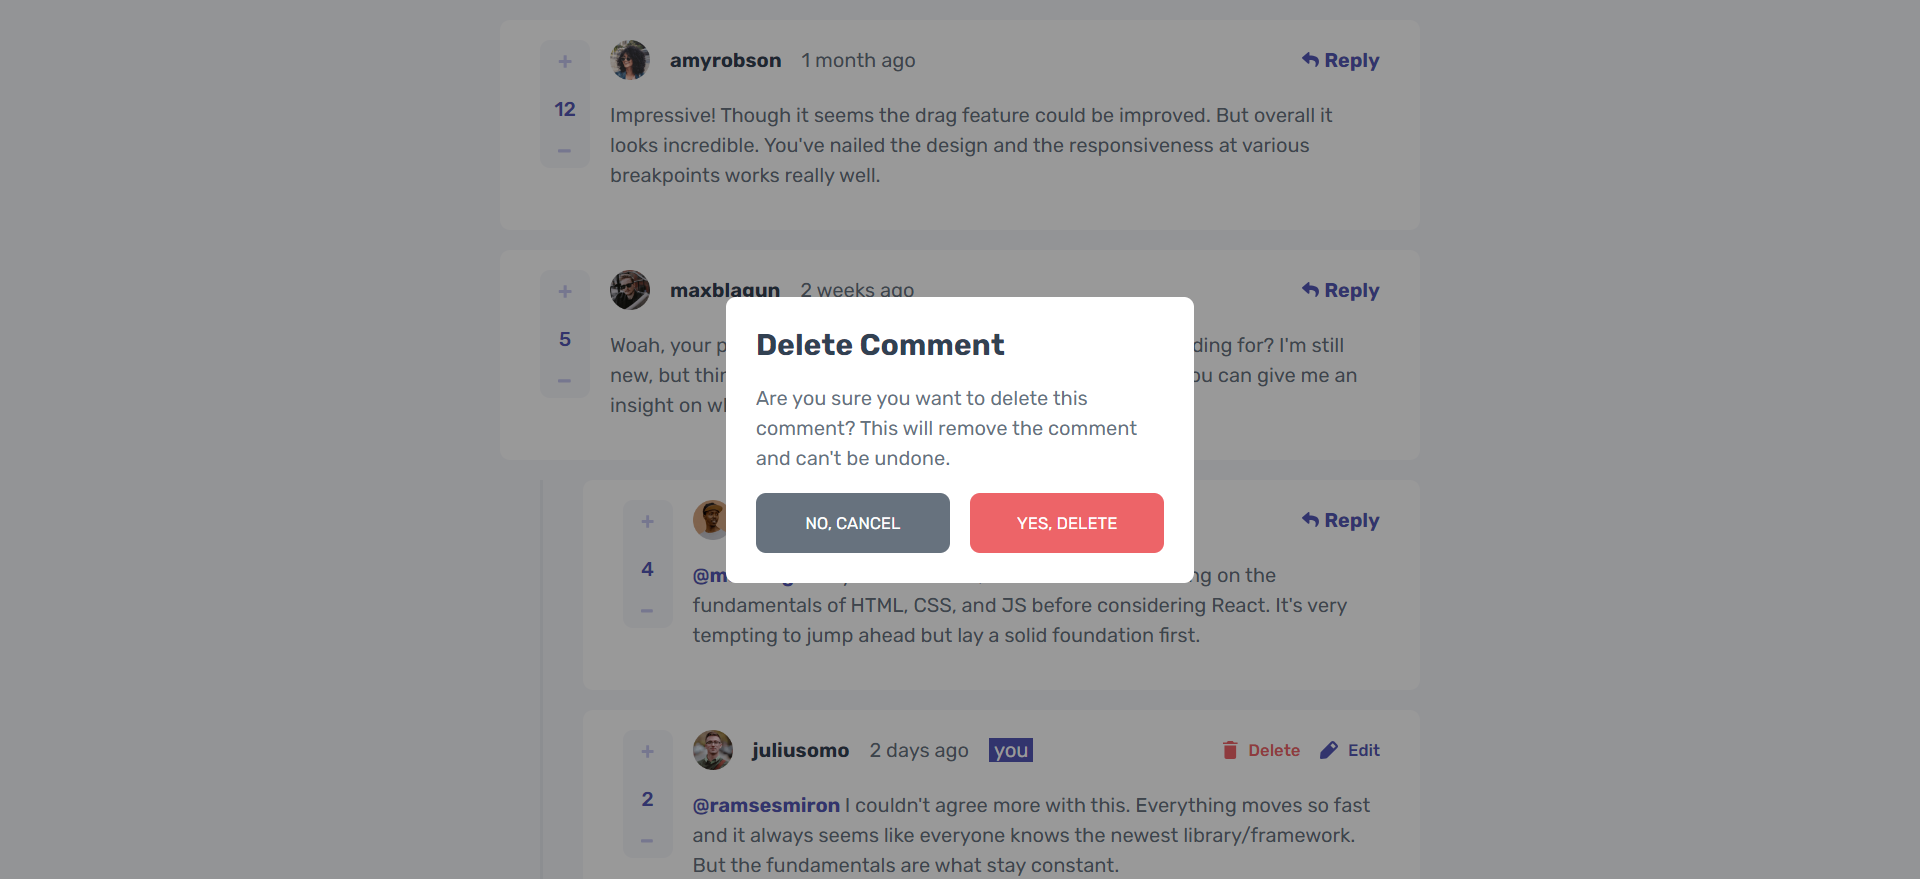 +
amyrobson 1 month ago
Reply
12
Impressive! Though it seems the drag feature could be improved. But overall it
looks incredible. You've nailed the design and the responsiveness at various
breakpoints works really well.
–
+
maxblagun 2 weeks ago
Reply
5
Woah, your
ding for? I'm still
new, but
can give me an
insight on
–
Delete Comment
Are you sure you want to delete this
comment? This will remove the comment
and can't be undone.
NO, CANCEL
YES, DELETE
+
Reply
4
on the
fundamentals of HTML, CSS, and JS before considering React. It's very
tempting to jump ahead but lay a solid foundation first.
–
+
juliusomo 2 days ago you
Delete
Edit
2
@ramsesmiron I couldn't agree more with this. Everything moves so fast
and it always seems like everyone knows the newest library/framework.
But the fundamentals are what stay constant.
–